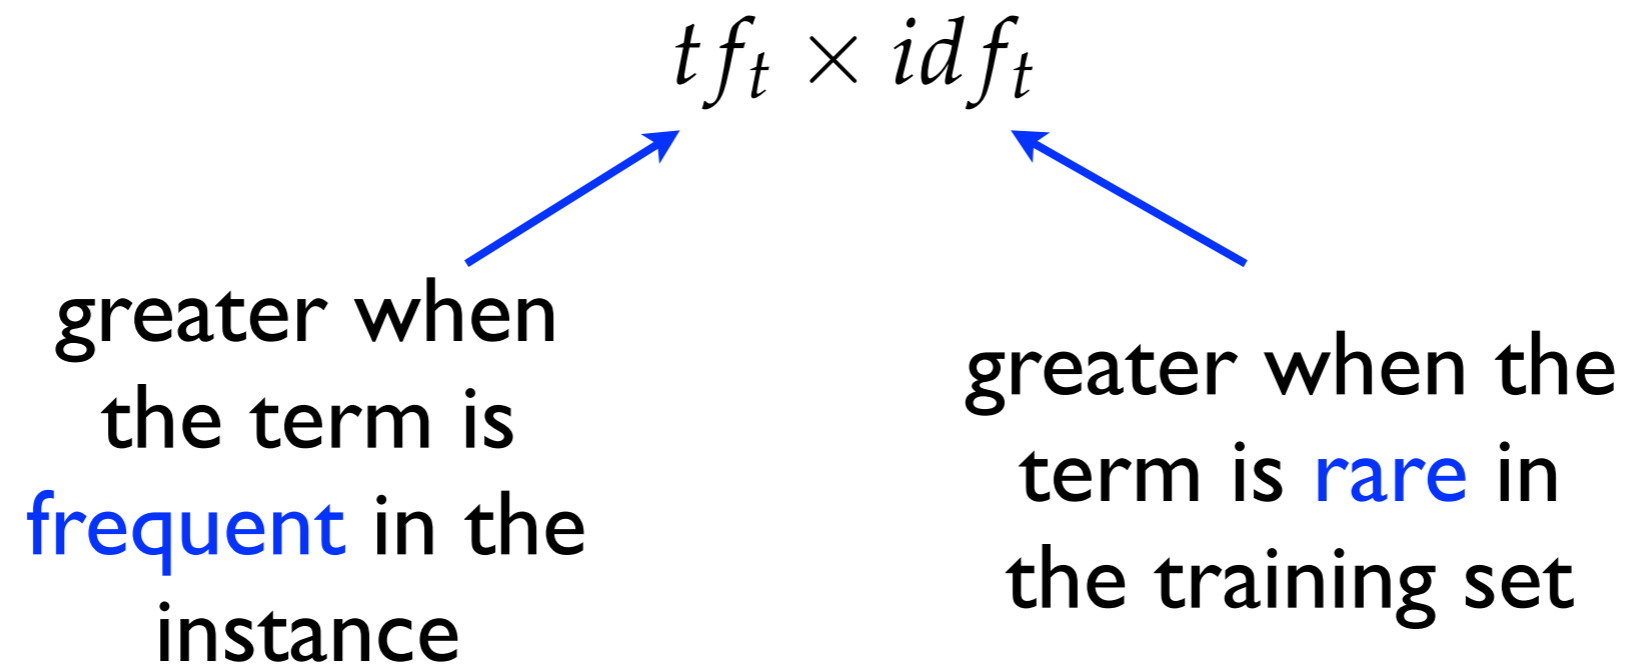 tf_t × idf_t
greater when
the term is
frequent in the
instance
greater when the
term is rare in
the training set